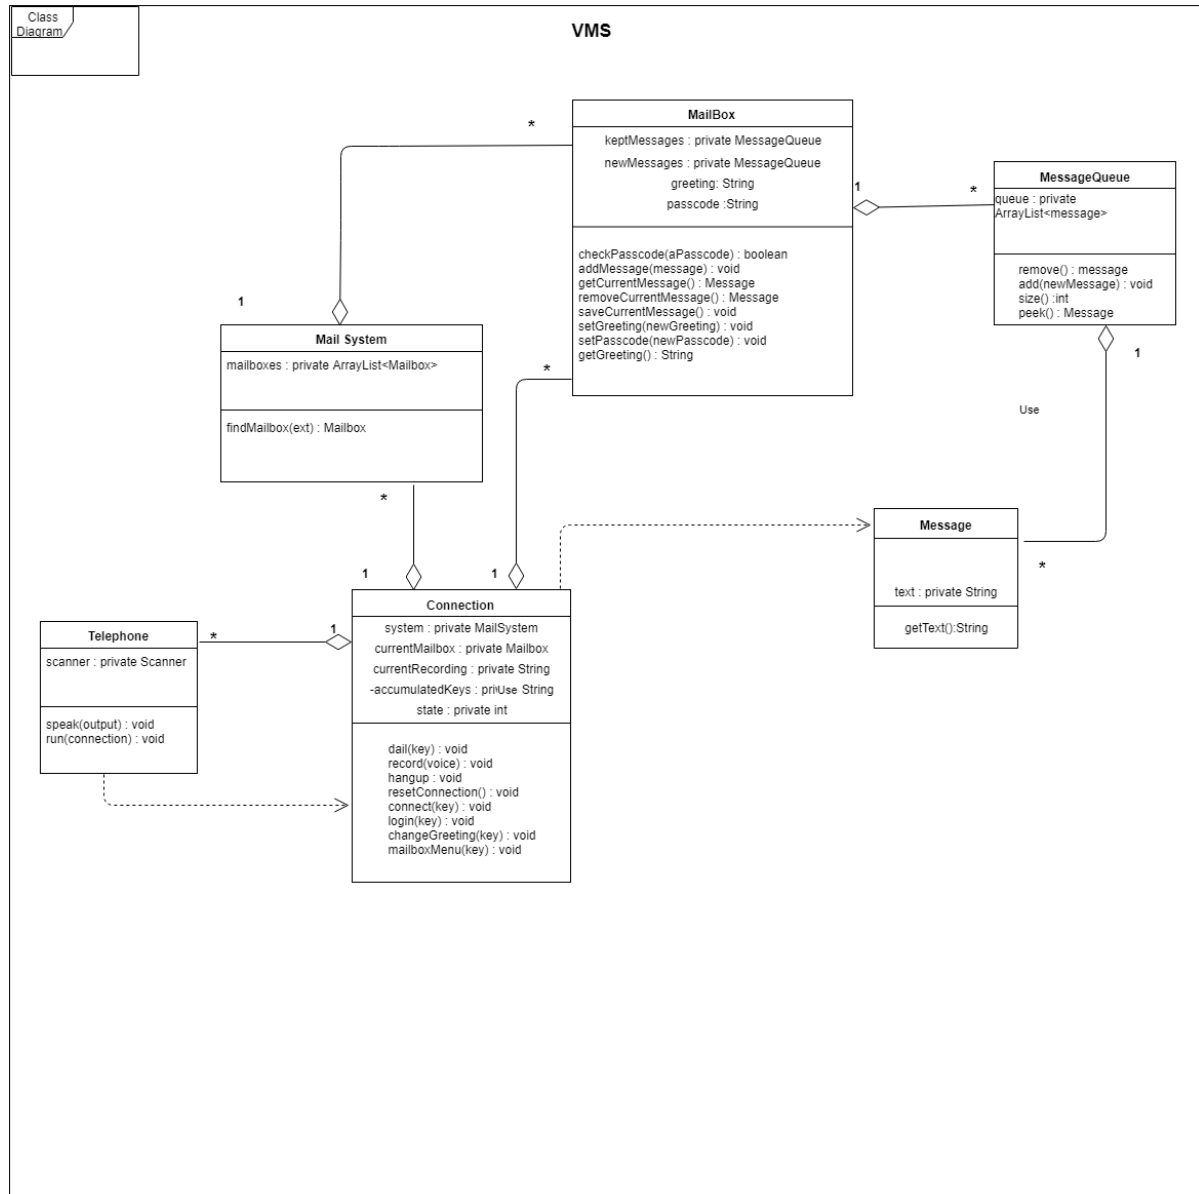 Class
Diagram
VMS
MailBox
keptMessages : private MessageQueue
newMessages : private MessageQueue
greeting: String
passcode :String
checkPasscode(aPasscode) : boolean
addMessage(message) : void
getCurrentMessage() : Message
removeCurrentMessage() : Message
saveCurrentMessage() : void
setGreeting(newGreeting) : void
setPasscode(newPasscode) : void
getGreeting() : String
*
1
*
MessageQueue
queue : private
ArrayList<message>
remove() : message
add(newMessage) : void
size() :int
peek() : Message
1
1
Mail System
mailboxes : private ArrayList<Mailbox>
findMailbox(ext) : Mailbox
*
Use
*
1
1
Message
text : private String
getText():String
*
Connection
system : private MailSystem
currentMailbox : private Mailbox
currentRecording : private String
-accumulatedKeys : Use String
state : private int
dail(key) : void
record(voice) : void
hangup : void
resetConnection() : void
connect(key) : void
login(key) : void
changeGreeting(key) : void
mailboxMenu(key) : void
1
*
Telephone
scanner : private Scanner
speak(output) : void
run(connection) : void